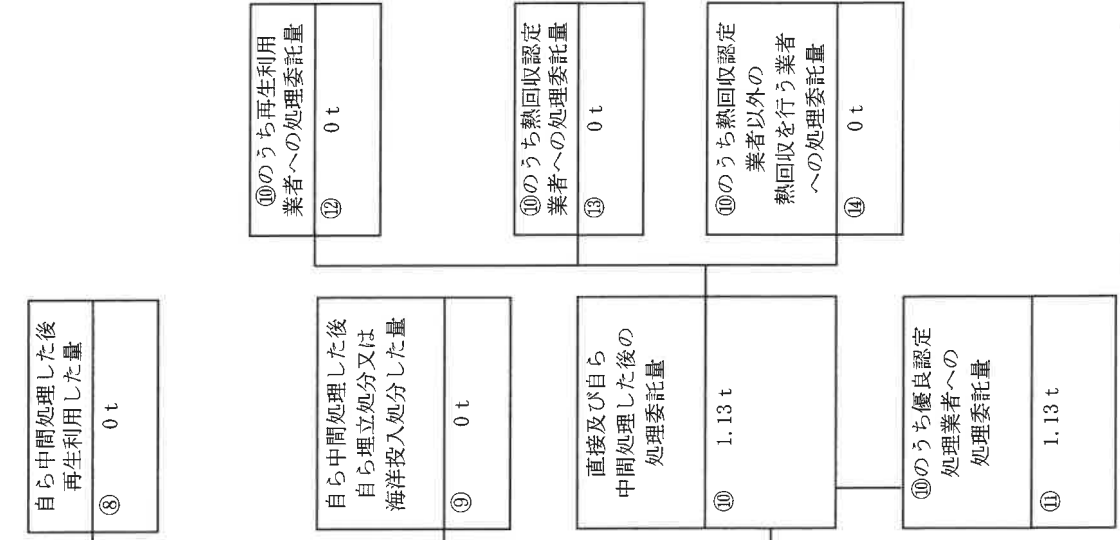 自ら中間処理した後
再生利用した量
⑧ 0 t
自ら中間処理した後
自ら埋立処分又は
海洋投入処分した量
⑨ 0 t
直接及び自ら
中間処理した後の
処理委託量
⑩ 1.13 t
⑩のうち優良認定
処理業者への
処理委託量
⑪ 1.13 t
⑩のうち再生利用
業者への処理委託量
⑫ 0 t
⑩のうち熱回収認定
業者への処理委託量
⑬ 0 t
⑩のうち熱回収認定
業者以外の
熱回収を行う業者
への処理委託量
⑭ 0 t